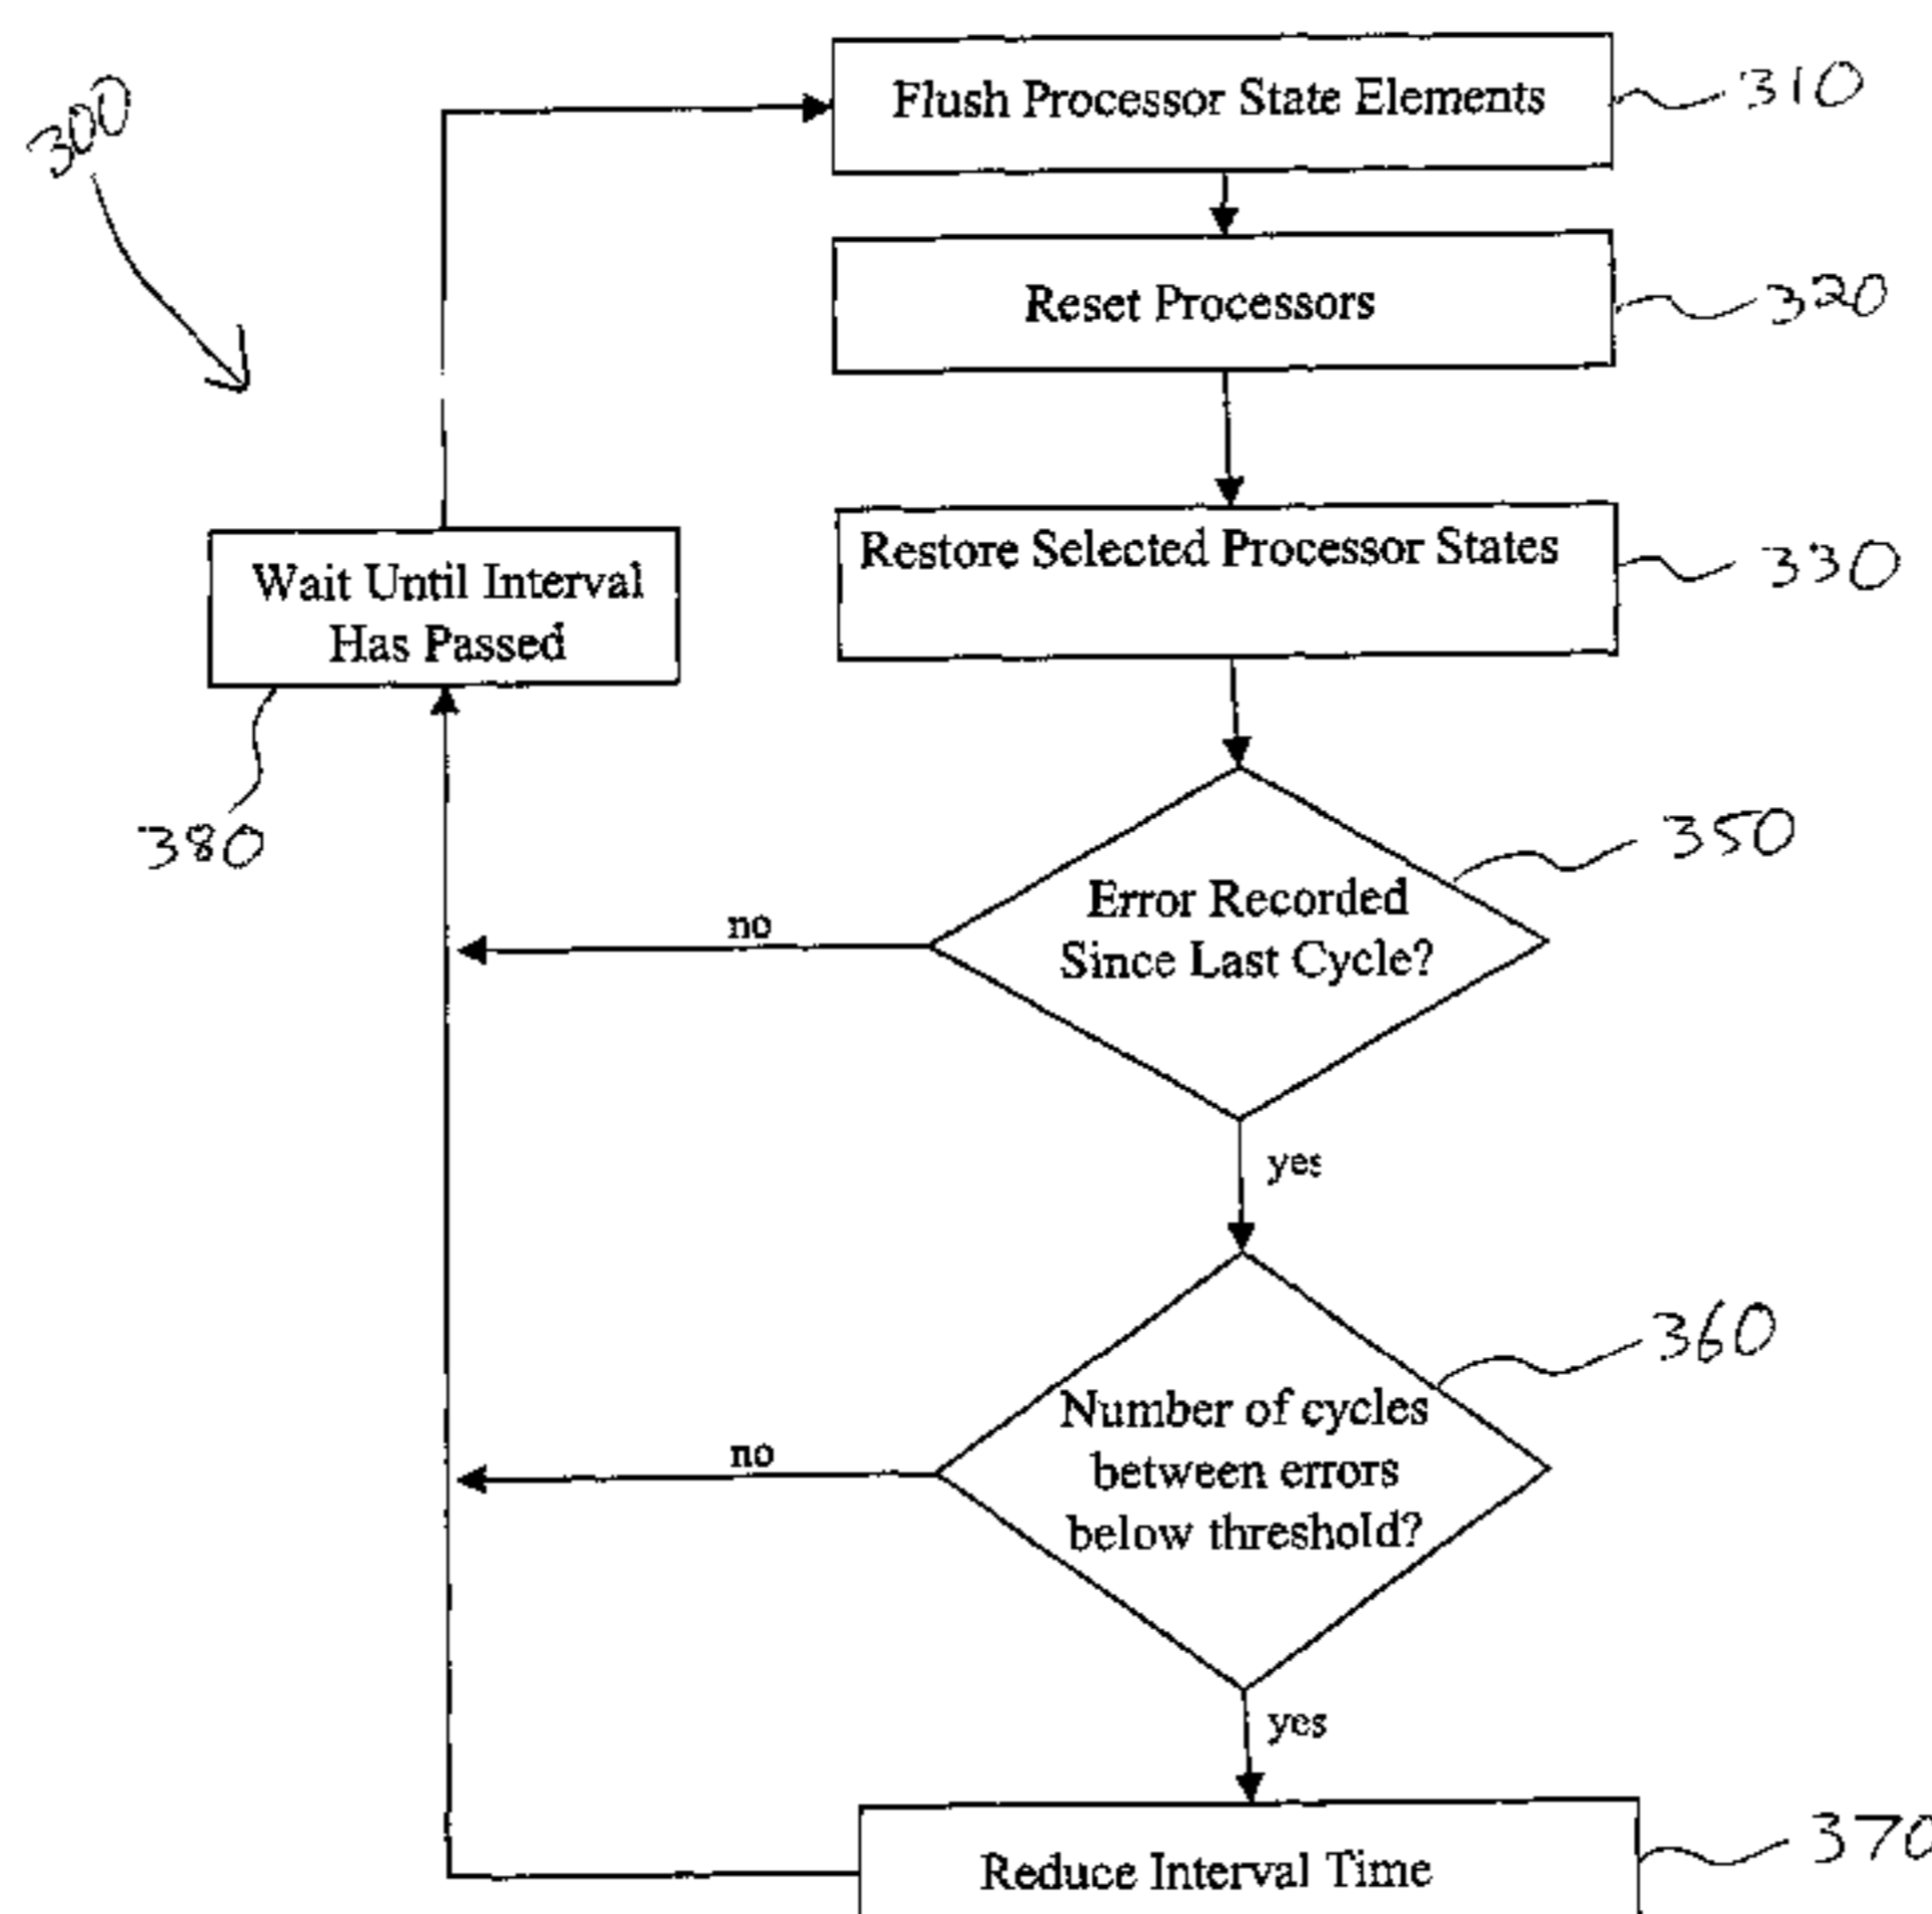 300
Flush Processor State Elements
310
Reset Processors
320
Restore Selected Processor States
330
Wait Until Interval
Has Passed
380
Error Recorded
Since Last Cycle?
350
no
yes
Number of cycles
between errors
below threshold?
360
no
yes
Reduce Interval Time
370